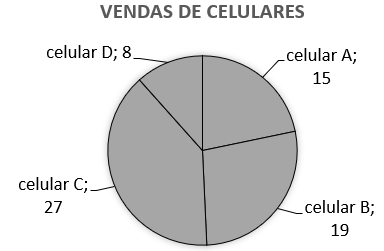 VENDAS DE CELULARES
celular D; 8
celular A;
15
celular C;
27
celular B;
19